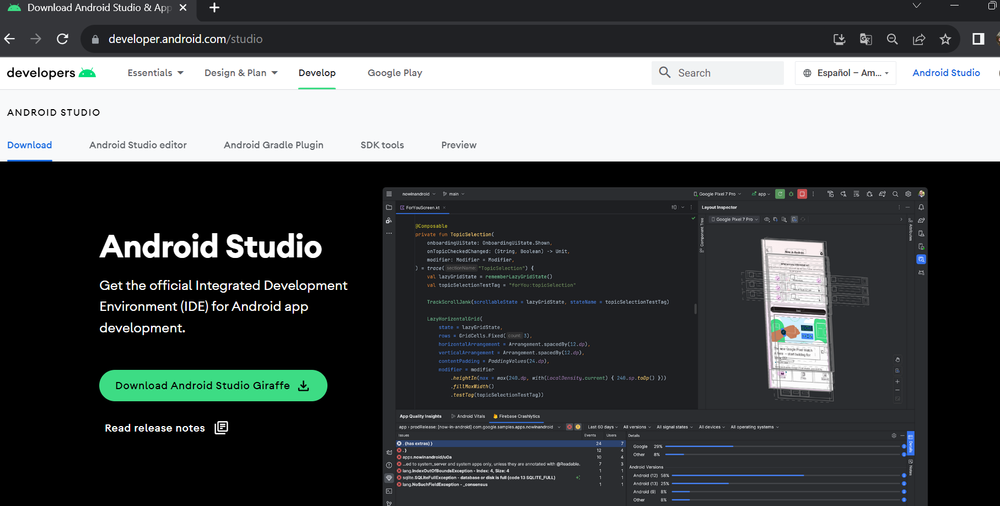 Download Android Studio & App
developer.android.com/studio
developers
Essentials
Design & Plan
Develop
Google Play
Search
Español – Am...
Android Studio
ANDROID STUDIO
Download
Android Studio editor
Android Gradle Plugin
SDK tools
Preview
Android Studio
Get the official Integrated Development
Environment (IDE) for Android app
development.
Download Android Studio Giraffe
Read release notes
nowinandroid
main
Google Pixel 7 Pro
app
ForYouScreen.kt
@Composable
private fun TopicSelection(
onboardingUiState: OnboardingUiState.Shown,
onTopicCheckedChanged: (String, Boolean) -> Unit,
modifier: Modifier = Modifier,
) = trace( sectionName: "TopicSelection") {
val lazyGridState = rememberLazyGridState()
val topicSelectionTestTag = "forYou:topicSelection"
TrackScrollJank(scrollableState = lazyGridState, stateName = topicSelectionTestTag)
LazyHorizontalGrid(
state = lazyGridState,
rows = GridCells.Fixed( count: 3),
horizontalArrangement = Arrangement.spacedBy(12.dp),
verticalArrangement = Arrangement.spacedBy(12.dp),
contentPadding = PaddingValues(24.dp),
modifier = modifier
.heightIn(max = max(240.dp, with(LocalDensity.current) { 240.sp.toDp() }))
.fillMaxWidth()
.testTag(topicSelectionTestTag))
Layout Inspector
Google Pixel 7 Pro
Component Tree
Attributes
Now in Android
What are you interested in?
The new Google Pixel Watch
is here – start building for
App Quality Insights
Android Vitals
Firebase Crashlytics
app › prodRelease: [now-in-android] com.google.samples.apps.nowinandroid
Last 60 days
All versions
All signal states
All devices
All operating systems
Issues Events Users
. (has extras) } 24 7
. } 12 4
apps.nowinandroid/u0a 10 4
...ed to system_server and system apps only, unless they are annotated with @Readable. 7 3
lang.IndexOutOfBoundsException - Index: 4, Size: 4 1 1
sqlite.SQLiteFullException - database or disk is full (code 13 SQLITE_FULL) 1 1
lang.NoSuchFieldException - _consensus 1 1
Details
Google 29%
Other 8%
Android Versions
Android (12) 58%
Android (13) 25%
Android (9) 8%
Other 8%
Details
Notes